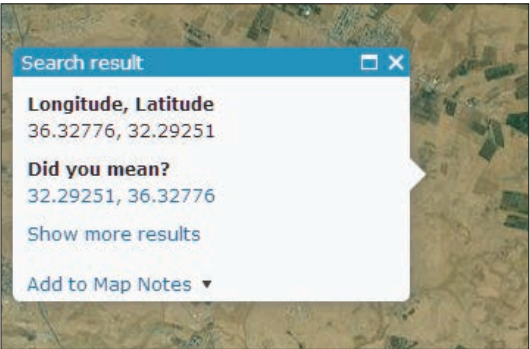 Search result
Longitude, Latitude
36.32776, 32.29251
Did you mean?
32.29251, 36.32776
Show more results
Add to Map Notes ▼